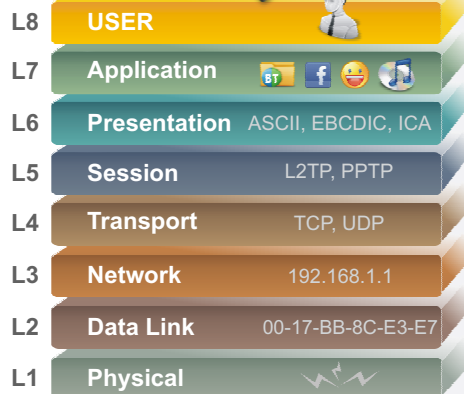 L8 USER
L7 Application BT f
L6 Presentation ASCII, EBCDIC, ICA
L5 Session L2TP, PPTP
L4 Transport TCP, UDP
L3 Network 192.168.1.1
L2 Data Link 00-17-BB-8C-E3-E7
L1 Physical